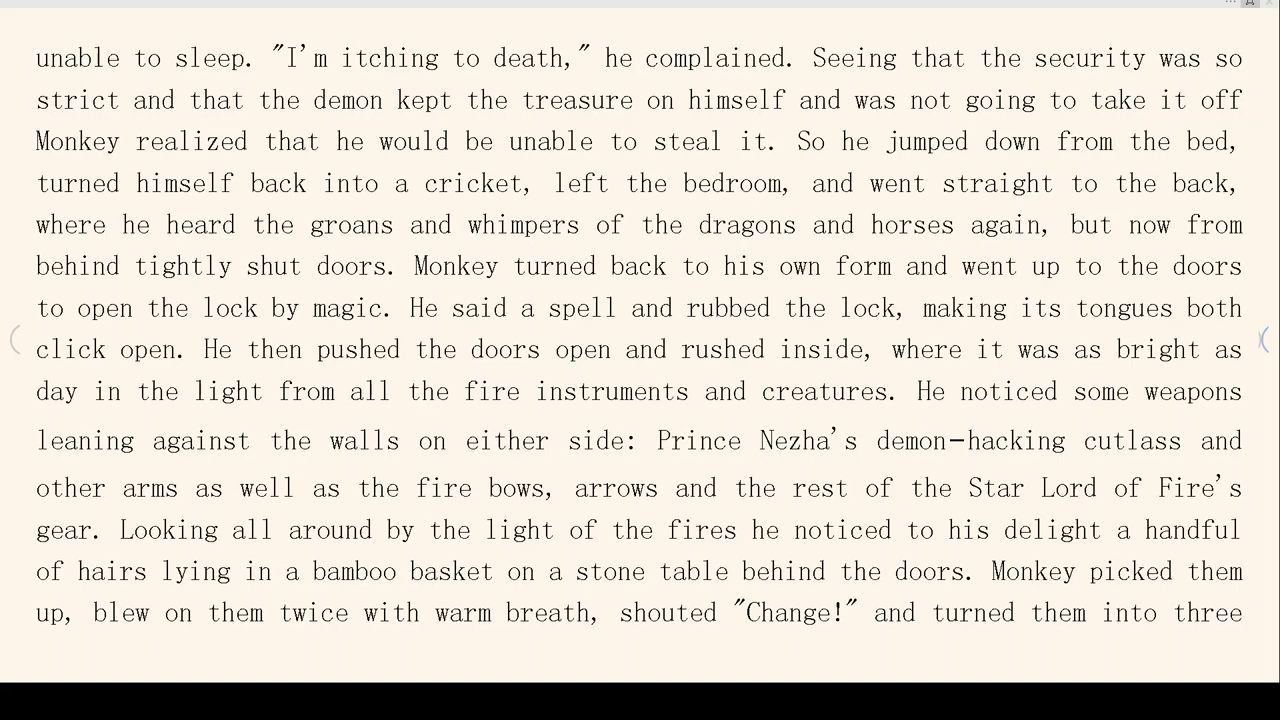 unable to sleep. "I'm itching to death," he complained. Seeing that the security was so
strict and that the demon kept the treasure on himself and was not going to take it off
Monkey realized that he would be unable to steal it. So he jumped down from the bed,
turned himself back into a cricket, left the bedroom, and went straight to the back,
where he heard the groans and whimpers of the dragons and horses again, but now from
behind tightly shut doors. Monkey turned back to his own form and went up to the doors
to open the lock by magic. He said a spell and rubbed the lock, making its tongues both
click open. He then pushed the doors open and rushed inside, where it was as bright as
day in the light from all the fire instruments and creatures. He noticed some weapons
leaning against the walls on either side: Prince Nezha's demon-hacking cutlass and
other arms as well as the fire bows, arrows and the rest of the Star Lord of Fire's
gear. Looking all around by the light of the fires he noticed to his delight a handful
of hairs lying in a bamboo basket on a stone table behind the doors. Monkey picked them
up, blew on them twice with warm breath, shouted "Change!" and turned them into three